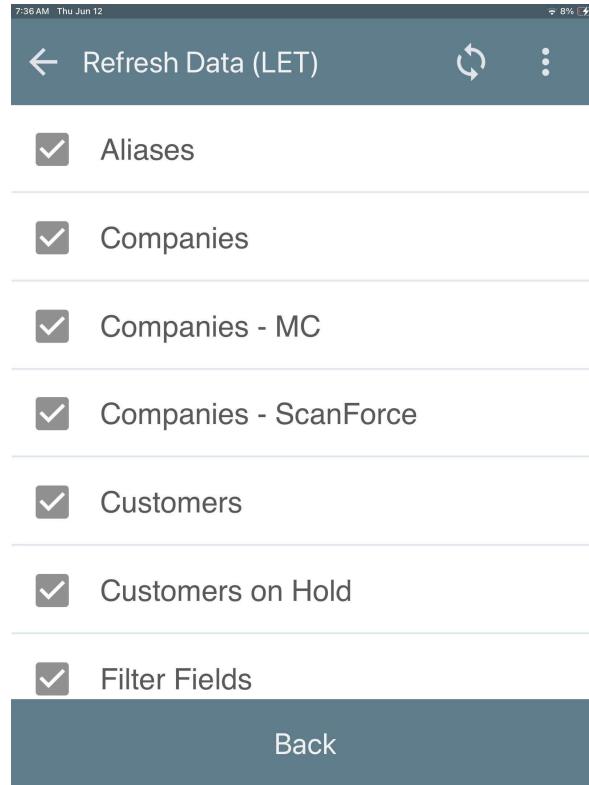 7:36 AM Thu Jun 12
8%
Refresh Data (LET)
Aliases
Companies
Companies - MC
Companies - ScanForce
Customers
Customers on Hold
Filter Fields
Back